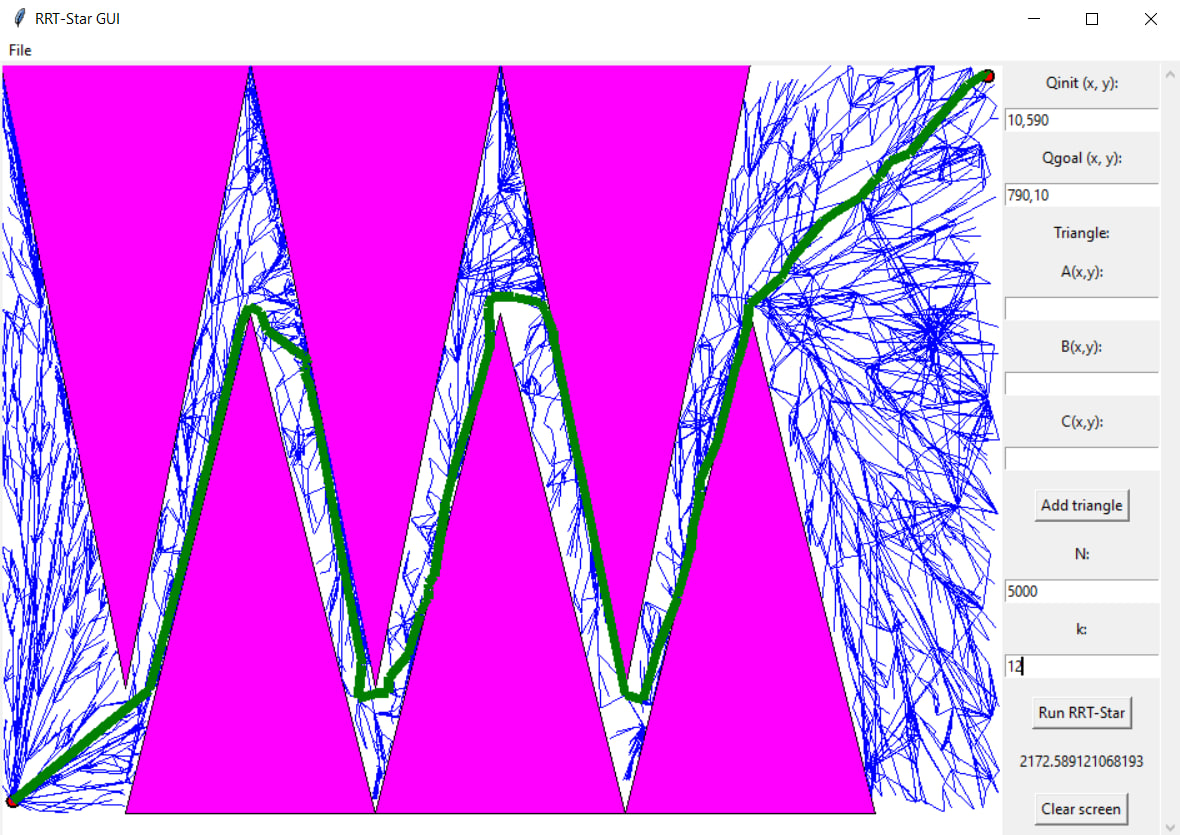 RRT-Star GUI
File
Qinit (x, y):
10,590
Qgoal (x, y):
790,10
Triangle:
A(x,y):
B(x,y):
C(x,y):
Add triangle
N:
5000
k:
12
Run RRT-Star
2172.589121068193
Clear screen